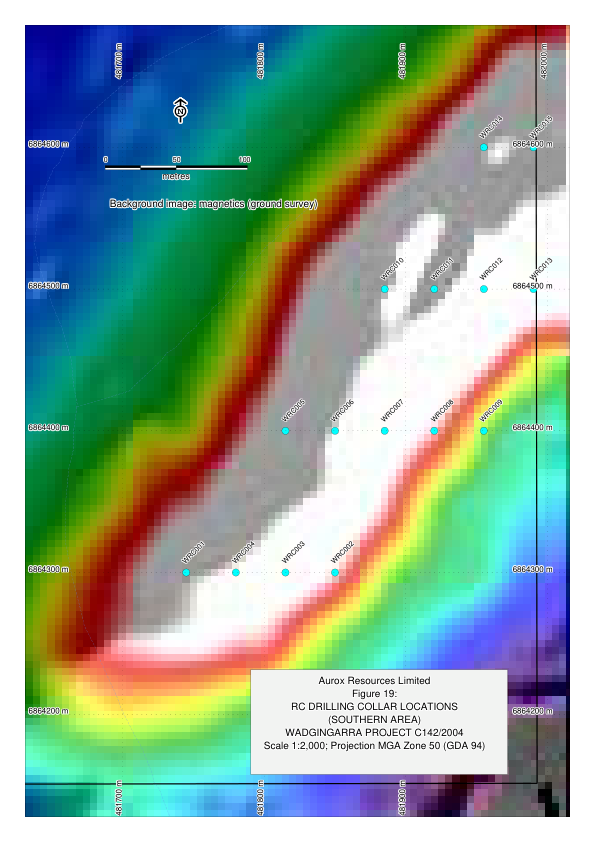 481700 m
481800 m
481900 m
482000 m
6864600 m
6864600 m
WRC014
WRC015
0 50 100
metres
Background image: magnetics (ground survey)
WRC010
WRC011
WRC012
WRC013
6864500 m
6864500 m
WRC005
WRC006
WRC007
WRC008
WRC009
6864400 m
6864400 m
WRC001
WRC004
WRC003
WRC002
6864300 m
6864300 m
6864200 m
6864200 m
Aurox Resources Limited
Figure 19:
RC DRILLING COLLAR LOCATIONS
(SOUTHERN AREA)
WADGINGARRA PROJECT C142/2004
Scale 1:2,000; Projection MGA Zone 50 (GDA 94)
481700 m
481800 m
481900 m